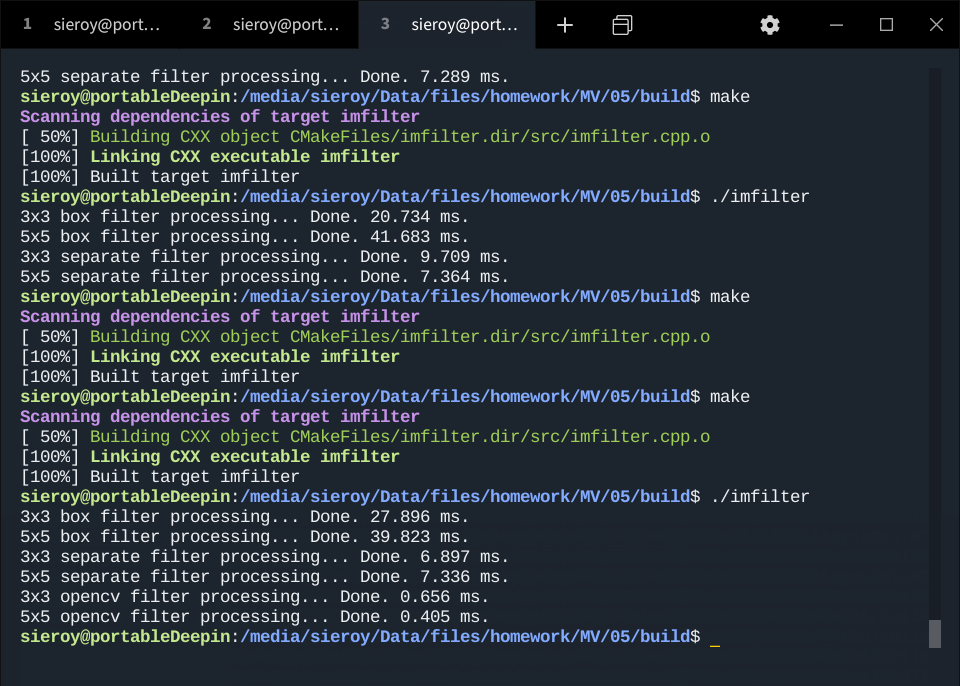 1 sieroy@port... 2 sieroy@port... 3 sieroy@port...
5x5 separate filter processing... Done. 7.289 ms.
sieroy@portableDeepin:/media/sieroy/Data/files/homework/MV/05/build$ make
Scanning dependencies of target imfilter
[ 50%] Building CXX object CMakeFiles/imfilter.dir/src/imfilter.cpp.o
[100%] Linking CXX executable imfilter
[100%] Built target imfilter
sieroy@portableDeepin:/media/sieroy/Data/files/homework/MV/05/build$ ./imfilter
3x3 box filter processing... Done. 20.734 ms.
5x5 box filter processing... Done. 41.683 ms.
3x3 separate filter processing... Done. 9.709 ms.
5x5 separate filter processing... Done. 7.364 ms.
sieroy@portableDeepin:/media/sieroy/Data/files/homework/MV/05/build$ make
Scanning dependencies of target imfilter
[ 50%] Building CXX object CMakeFiles/imfilter.dir/src/imfilter.cpp.o
[100%] Linking CXX executable imfilter
[100%] Built target imfilter
sieroy@portableDeepin:/media/sieroy/Data/files/homework/MV/05/build$ make
Scanning dependencies of target imfilter
[ 50%] Building CXX object CMakeFiles/imfilter.dir/src/imfilter.cpp.o
[100%] Linking CXX executable imfilter
[100%] Built target imfilter
sieroy@portableDeepin:/media/sieroy/Data/files/homework/MV/05/build$ ./imfilter
3x3 box filter processing... Done. 27.896 ms.
5x5 box filter processing... Done. 39.823 ms.
3x3 separate filter processing... Done. 6.897 ms.
5x5 separate filter processing... Done. 7.336 ms.
3x3 opencv filter processing... Done. 0.656 ms.
5x5 opencv filter processing... Done. 0.405 ms.
sieroy@portableDeepin:/media/sieroy/Data/files/homework/MV/05/build$ _